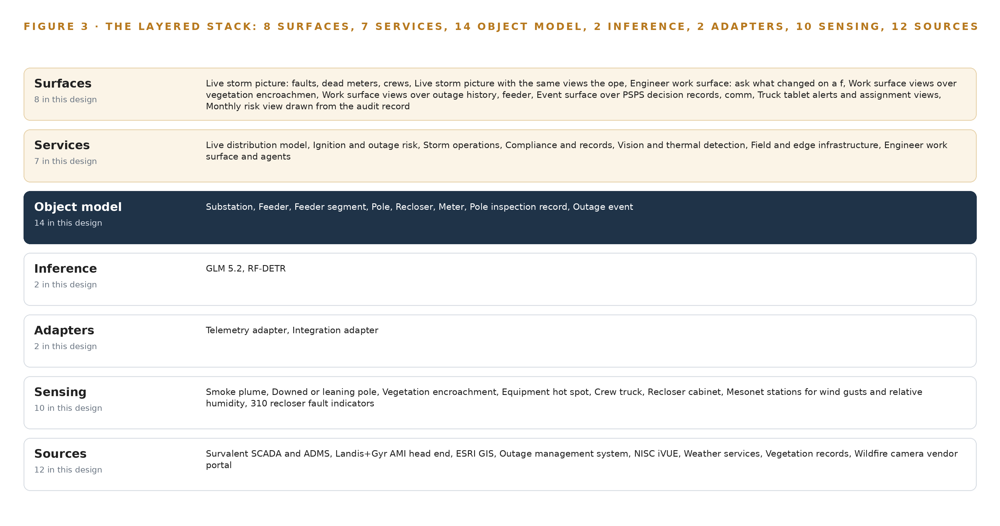 FIGURE 3 · THE LAYERED STACK: 8 SURFACES, 7 SERVICES, 14 OBJECT MODEL, 2 INFERENCE, 2 ADAPTERS, 10 SENSING, 12 SOURCES
Surfaces
8 in this design
Live storm picture: faults, dead meters, crews, Live storm picture with the same views the ope, Engineer work surface: ask what changed on a f, Work surface views over
vegetation encroachmen, Work surface views over outage history, feeder, Event surface over PSPS decision records, comm, Truck tablet alerts and assignment views,
Monthly risk view drawn from the audit record
Services
7 in this design
Live distribution model, Ignition and outage risk, Storm operations, Compliance and records, Vision and thermal detection, Field and edge infrastructure, Engineer work
surface and agents
Object model
14 in this design
Substation, Feeder, Feeder segment, Pole, Recloser, Meter, Pole inspection record, Outage event
Inference
2 in this design
GLM 5.2, RF-DETR
Adapters
2 in this design
Telemetry adapter, Integration adapter
Sensing
10 in this design
Smoke plume, Downed or leaning pole, Vegetation encroachment, Equipment hot spot, Crew truck, Recloser cabinet, Mesonet stations for wind gusts and relative
humidity, 310 recloser fault indicators
Sources
12 in this design
Survalent SCADA and ADMS, Landis+Gyr AMI head end, ESRI GIS, Outage management system, NISC iVUE, Weather services, Vegetation records, Wildfire camera vendor
portal